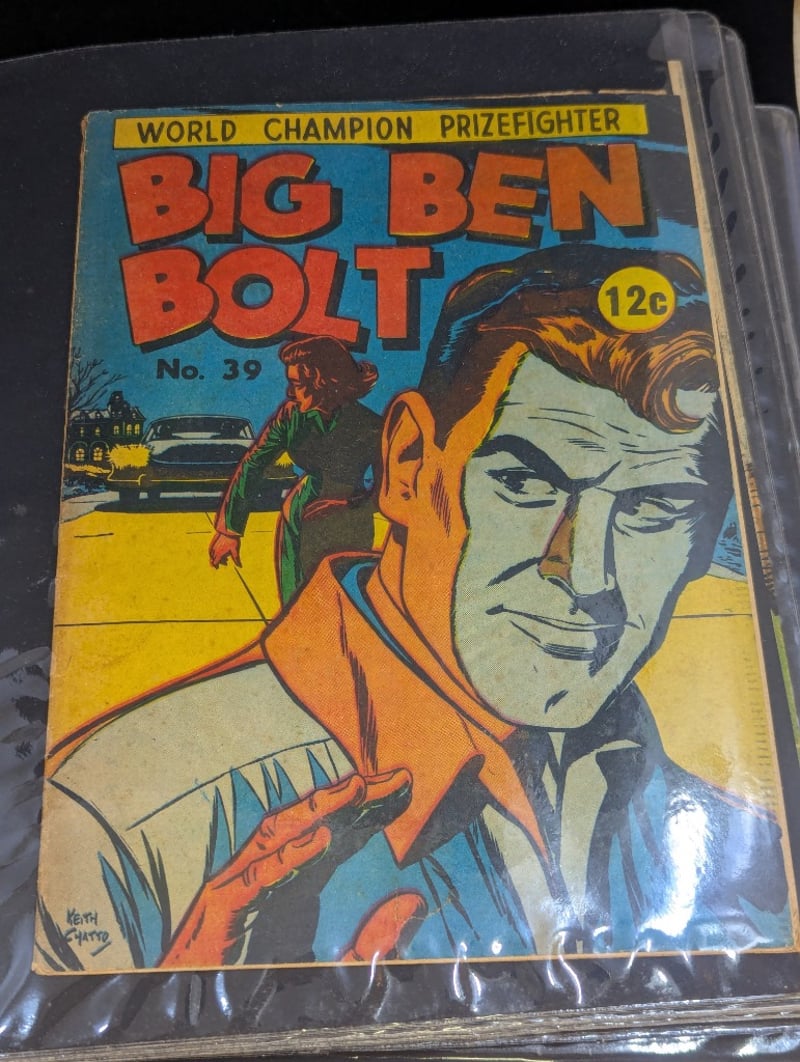 WORLD CHAMPION PRIZEFIGHTER
BIG BEN
BOLT
12c
No. 39
KEITH
CHATTO